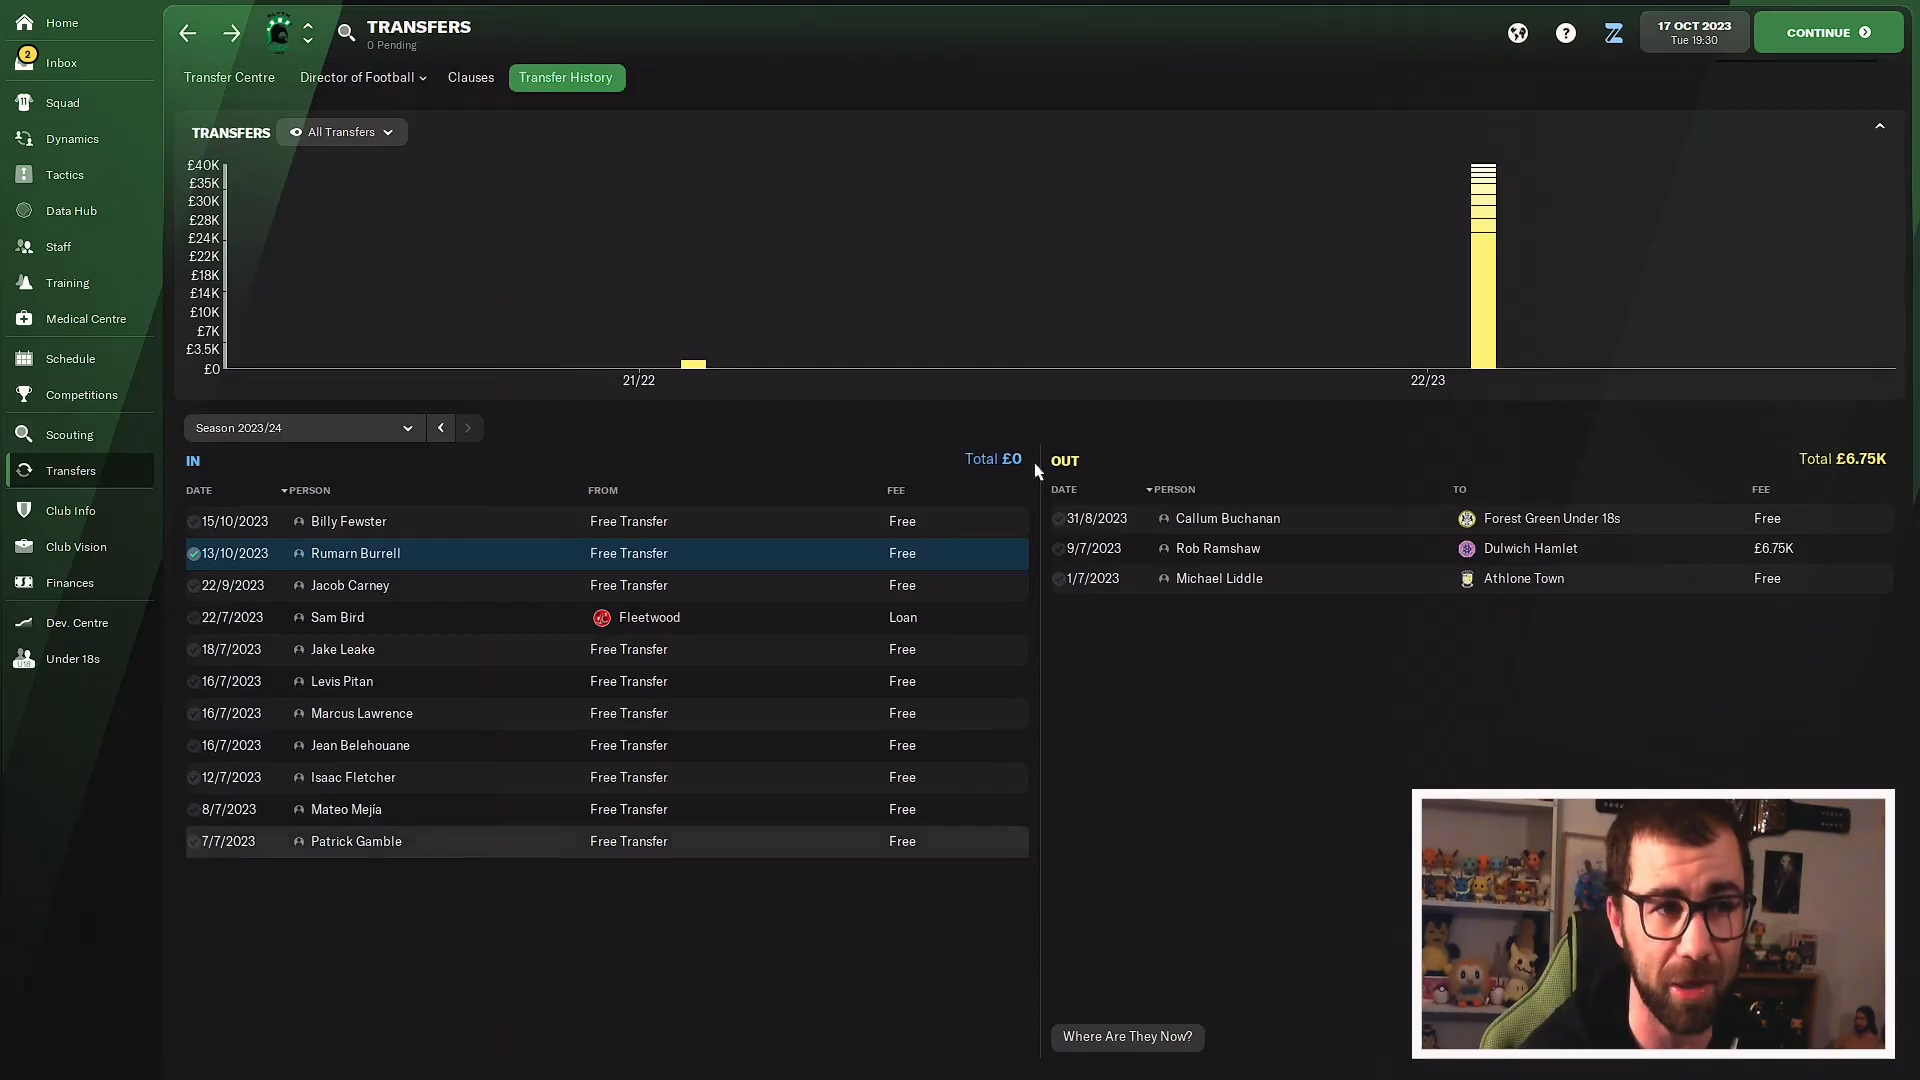 Home
TRANSFERS
0 Pending
17 OCT 2023
Tue 19:30
CONTINUE
2
Inbox
Transfer Centre
Director of Football
Clauses
Transfer History
Squad
Dynamics
Tactics
Data Hub
Staff
Training
Medical Centre
Schedule
Competitions
Scouting
Transfers
Club Info
Club Vision
Finances
Dev. Centre
Under 18s
TRANSFERS
All Transfers
£40K
£35K
£30K
£28K
£24K
£22K
£18K
£14K
£10K
£7K
£3.5K
£0
21/22
22/23
Season 2023/24
IN
Total £0
DATE PERSON FROM FEE
15/10/2023 Billy Fewster Free Transfer Free
13/10/2023 Rumarn Burrell Free Transfer Free
22/9/2023 Jacob Carney Free Transfer Free
22/7/2023 Sam Bird Fleetwood Loan
18/7/2023 Jake Leake Free Transfer Free
16/7/2023 Levis Pitan Free Transfer Free
16/7/2023 Marcus Lawrence Free Transfer Free
16/7/2023 Jean Belehouane Free Transfer Free
12/7/2023 Isaac Fletcher Free Transfer Free
8/7/2023 Mateo Mejía Free Transfer Free
7/7/2023 Patrick Gamble Free Transfer Free
OUT
Total £6.75K
DATE PERSON TO FEE
31/8/2023 Callum Buchanan Forest Green Under 18s Free
9/7/2023 Rob Ramshaw Dulwich Hamlet £6.75K
1/7/2023 Michael Liddle Athlone Town Free
Where Are They Now?